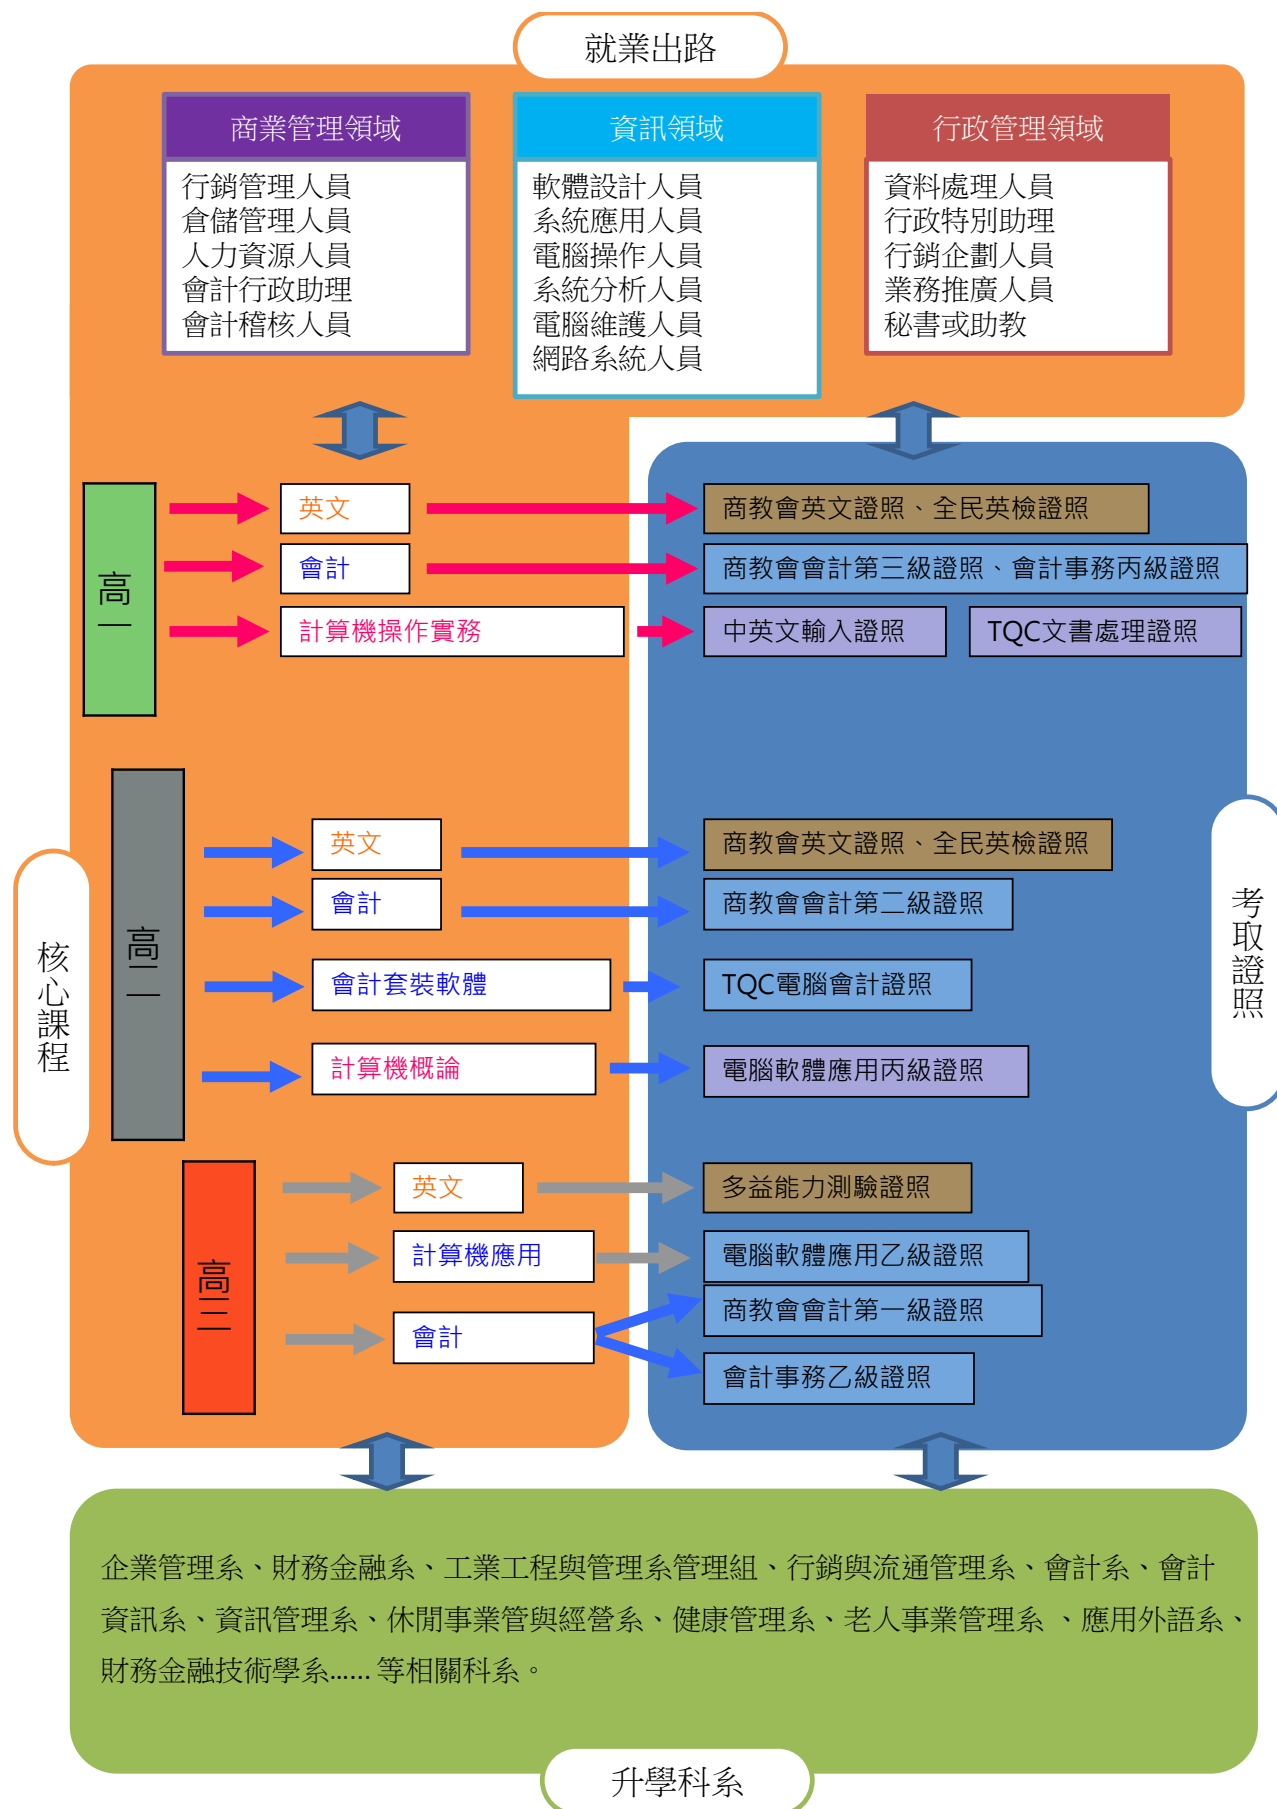 就業出路
商業管理領域
行銷管理人員
倉儲管理人員
人力資源人員
會計行政助理
會計稽核人員
資訊領域
軟體設計人員
系統應用人員
電腦操作人員
系統分析人員
電腦維護人員
網路系統人員
行政管理領域
資料處理人員
行政特別助理
行銷企劃人員
業務推廣人員
秘書或助教
核心課程
考取證照
高一
英文
商教會英文證照、全民英檢證照
會計
商教會會計第三級證照、會計事務丙級證照
計算機操作實務
中英文輸入證照
TQC文書處理證照
高二
英文
商教會英文證照、全民英檢證照
會計
商教會會計第二級證照
會計套裝軟體
TQC電腦會計證照
計算機概論
電腦軟體應用丙級證照
高三
英文
多益能力測驗證照
計算機應用
電腦軟體應用乙級證照
會計
商教會會計第一級證照
會計事務乙級證照
企業管理系、財務金融系、工業工程與管理系管理組、行銷與流通管理系、會計系、會計
資訊系、資訊管理系、休閒事業管與經營系、健康管理系、老人事業管理系 、應用外語系、
財務金融技術學系...... 等相關科系。
升學科系